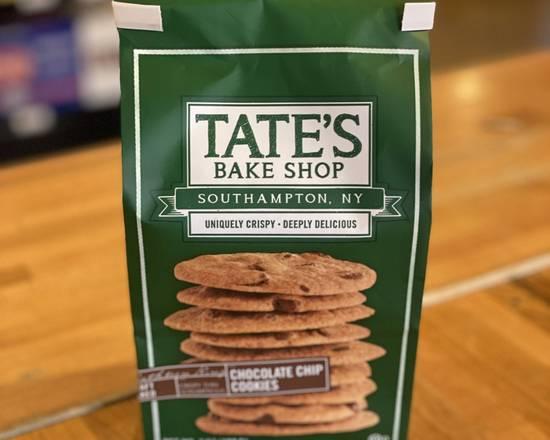 TATE'S
BAKE SHOP
SOUTHAMPTON, NY
UNIQUELY CRISPY • DEEPLY DELICIOUS
CHOCOLATE CHIP
COOKIES